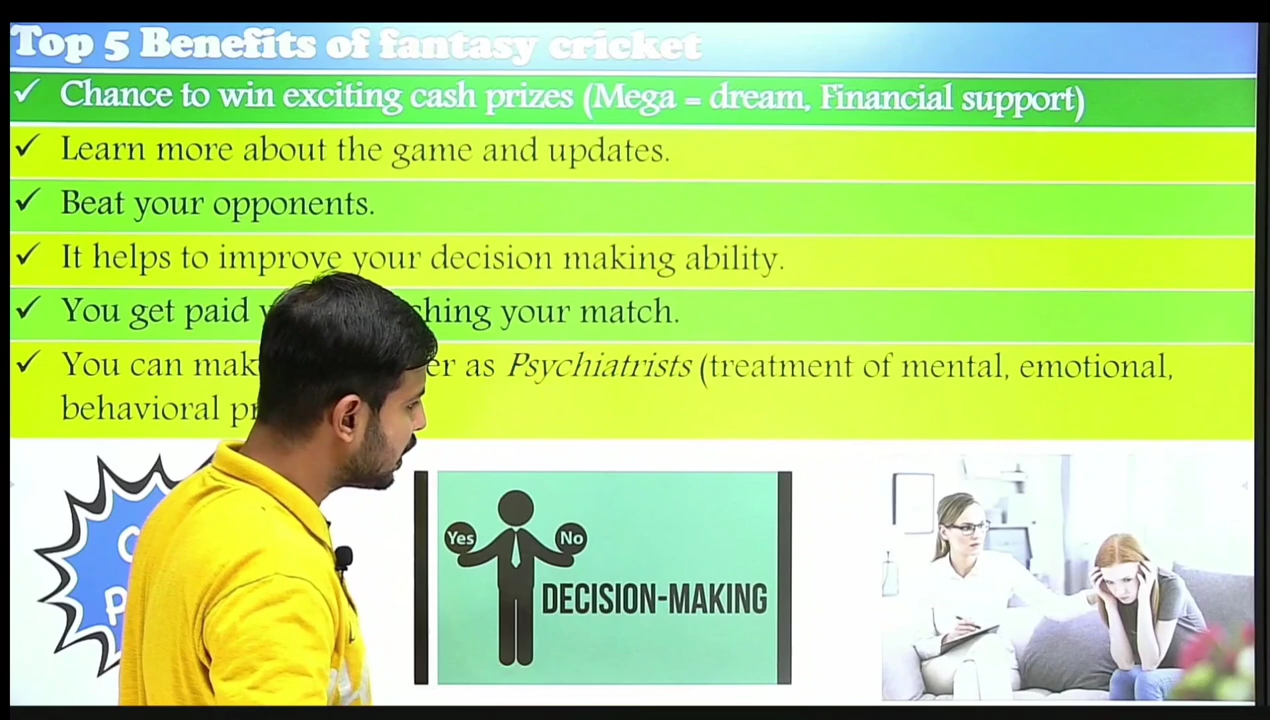 Top 5 Benefits of fantasy cricket
✓ Chance to win exciting cash prizes (Mega = dream, Financial support)
✓ Learn more about the game and updates.
✓ Beat your opponents.
✓ It helps to improve your decision making ability.
✓ You get paid ching your match.
✓ You can mak er as Psychiatrists (treatment of mental, emotional,
behavioral pr
Yes No
DECISION-MAKING